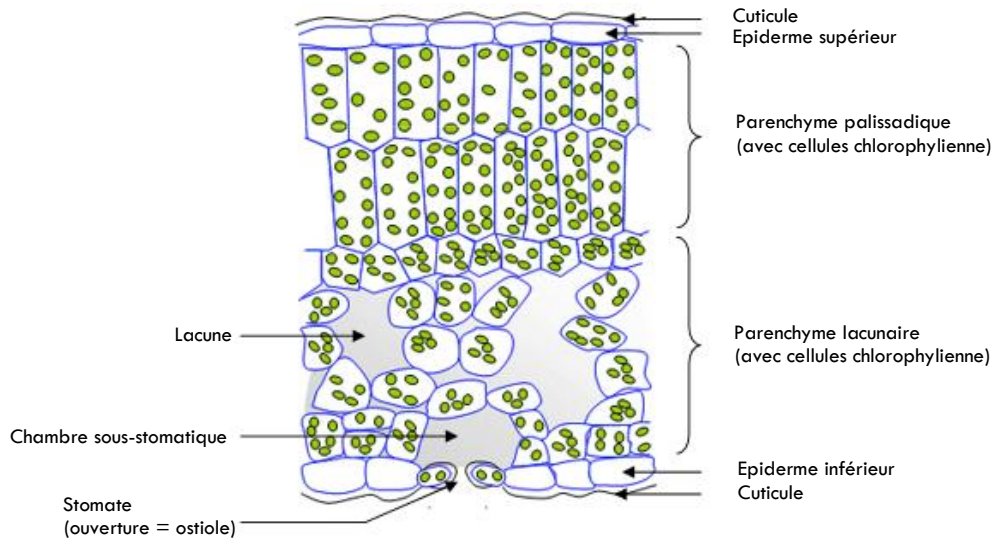 Cuticule
Epiderme supérieur
Parenchyme palissadique
(avec cellules chlorophylienne)
Lacune
Parenchyme lacunaire
(avec cellules chlorophylienne)
Chambre sous-stomatique
Epiderme inférieur
Cuticule
Stomate
(ouverture = ostiole)